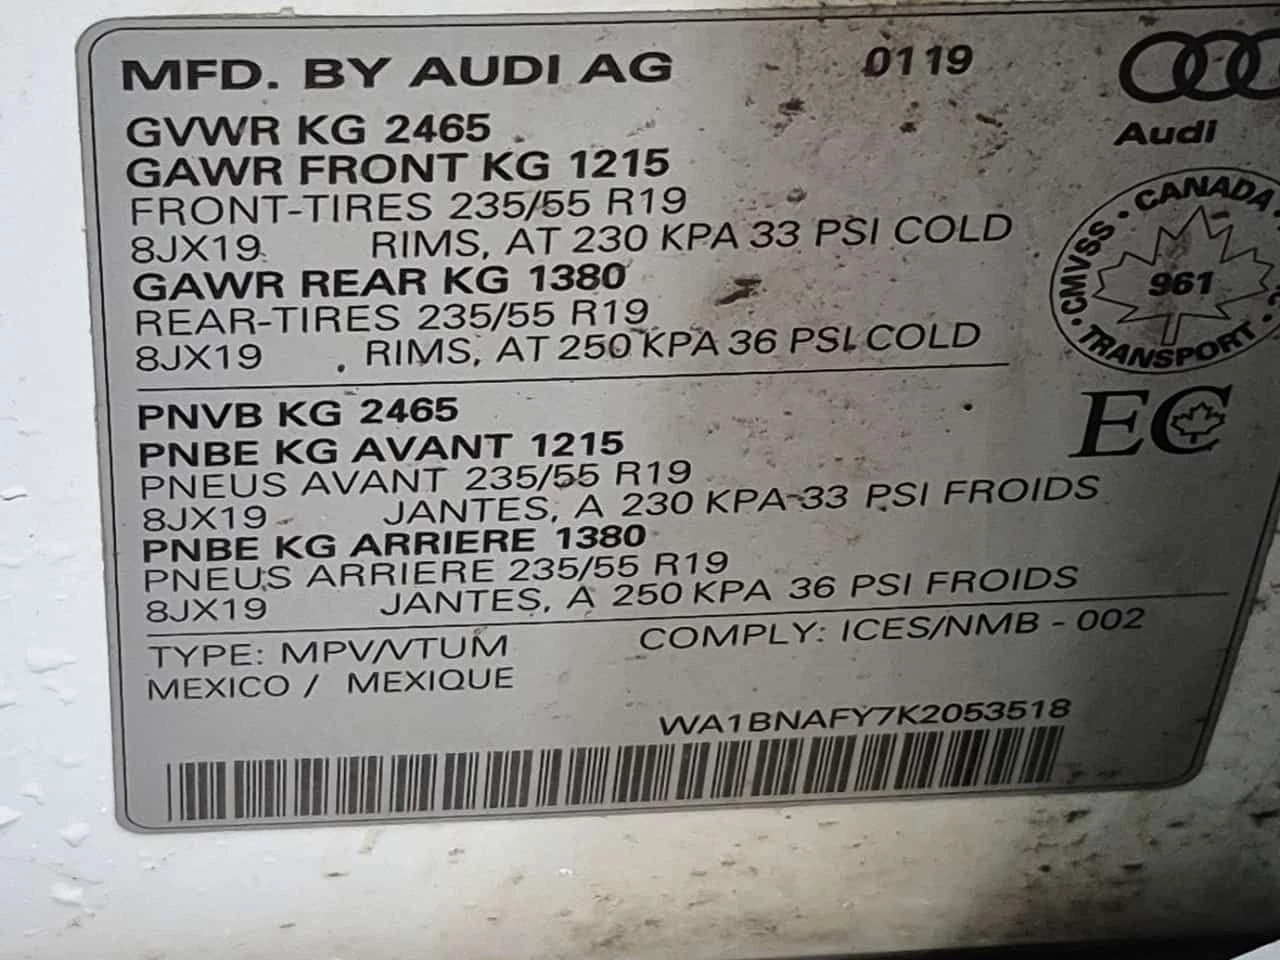 MFD. BY AUDI AG 0119
Audi
GVWR KG 2465
GAWR FRONT KG 1215
FRONT-TIRES 235/55 R19
8JX19 RIMS, AT 230 KPA 33 PSI COLD
GAWR REAR KG 1380
REAR-TIRES 235/55 R19
8JX19 RIMS, AT 250 KPA 36 PSI COLD
CMVSS • CANADA
961
TRANSPORT
EC
PNVB KG 2465
PNBE KG AVANT 1215
PNEUS AVANT 235/55 R19
8JX19 JANTES, A 230 KPA 33 PSI FROIDS
PNBE KG ARRIERE 1380
PNEUS ARRIERE 235/55 R19
8JX19 JANTES, A 250 KPA 36 PSI FROIDS
TYPE: MPV/VTUM COMPLY: ICES/NMB - 002
MEXICO / MEXIQUE
WA1BNAFY7K2053518